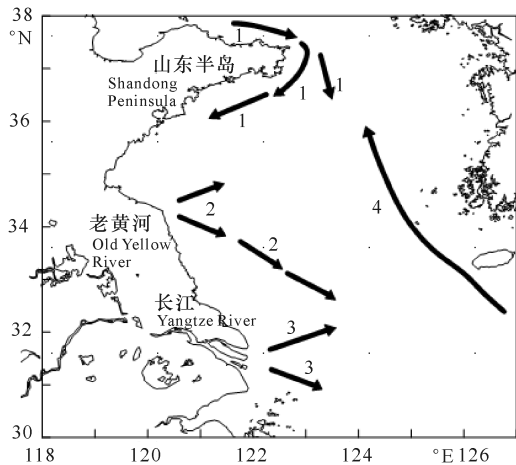 38
°N
36
34
32
30
118
120
122
124
°E
126
山东半岛
Shandong
Peninsula
老黄河
Old Yellow
River
长江
Yangtze River
1
1
1
1
2
2
3
3
4